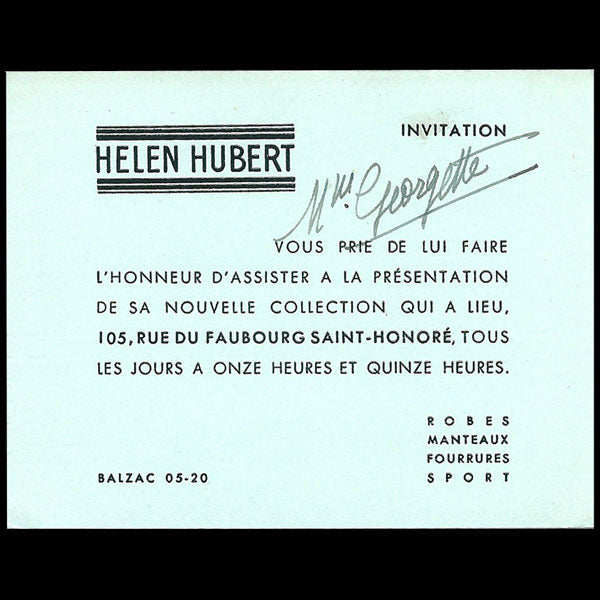 HELEN HUBERT
INVITATION
Mme. Georgette
VOUS PRIE DE LUI FAIRE
L'HONNEUR D'ASSISTER A LA PRÉSENTATION
DE SA NOUVELLE COLLECTION QUI A LIEU,
105, RUE DU FAUBOURG SAINT-HONORÉ, TOUS
LES JOURS A ONZE HEURES ET QUINZE HEURES.
ROBES
MANTEAUX
FOURRURES
BALZAC 05-20
SPORT